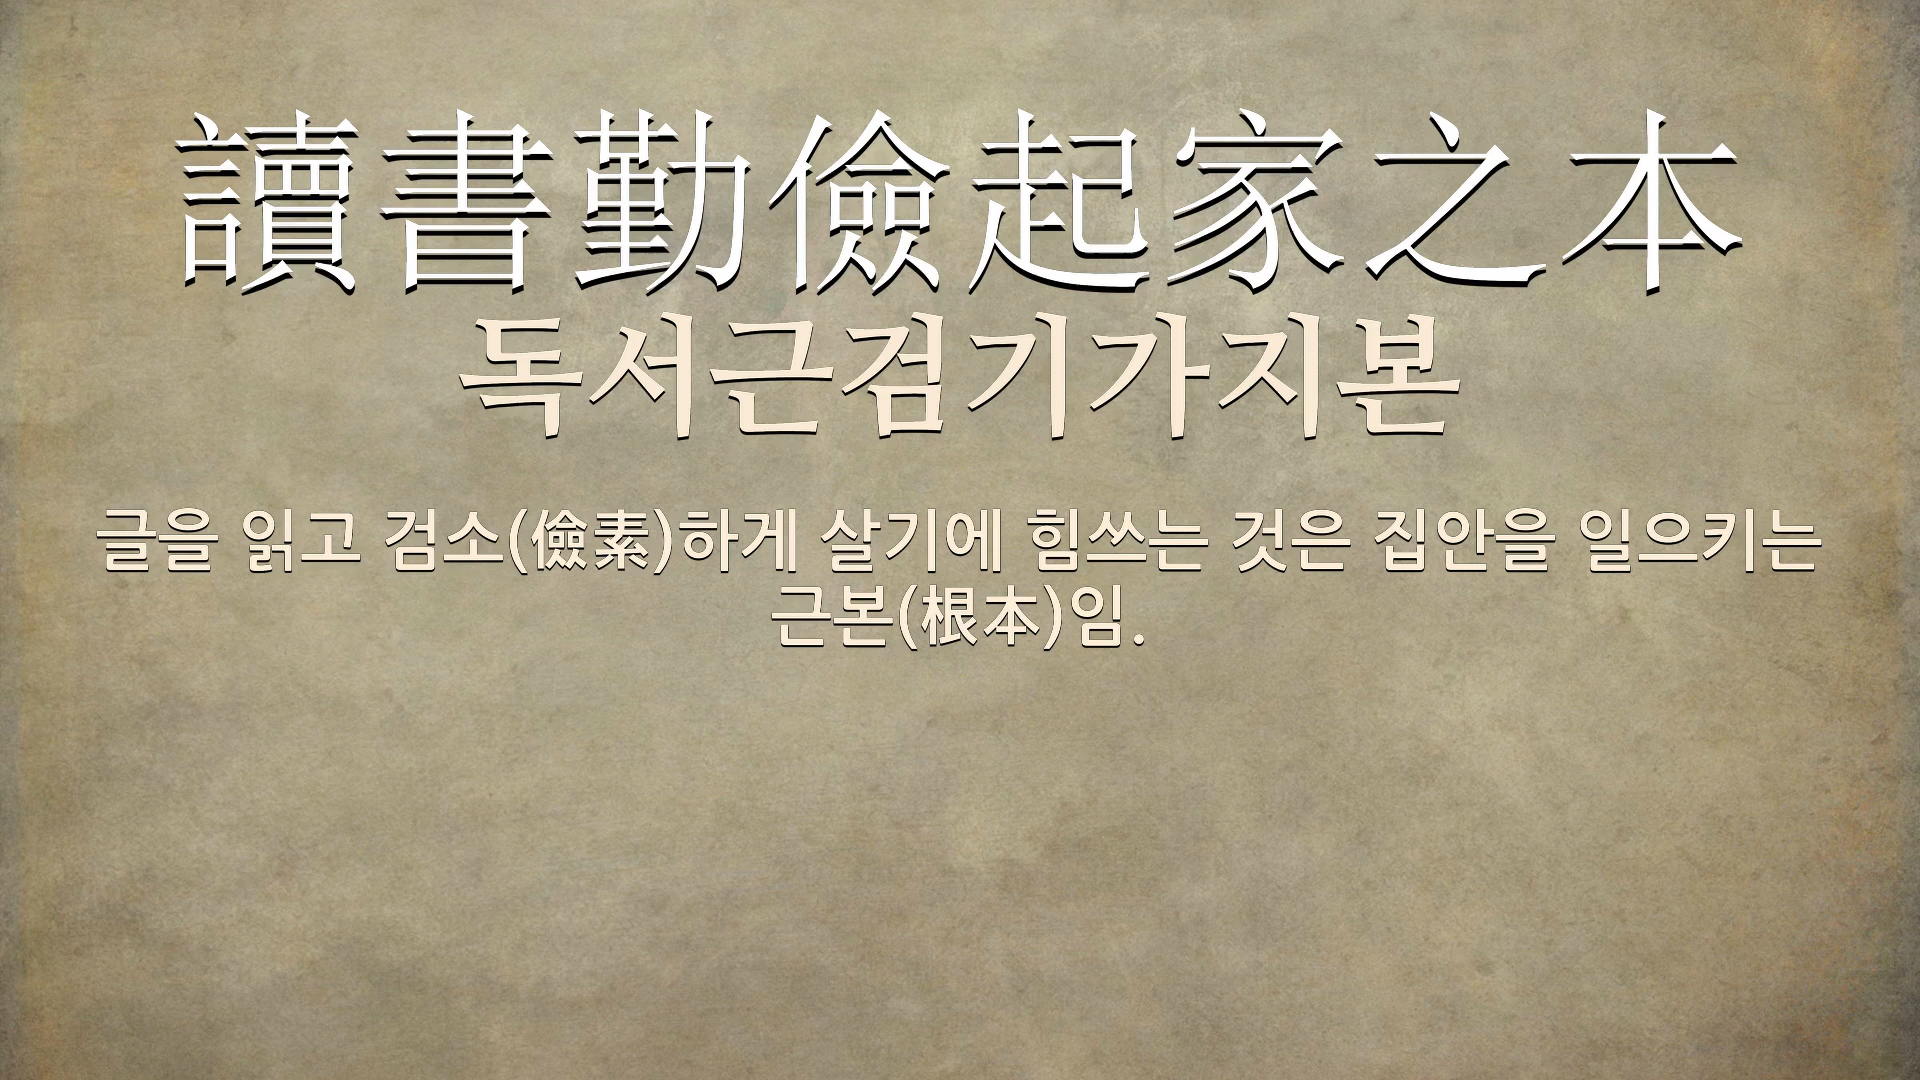 讀書勤儉起家之本
독서근검기가지본
글을 읽고 검소(儉素)하게 살기에 힘쓰는 것은 집안을 일으키는
근본(根本)임.